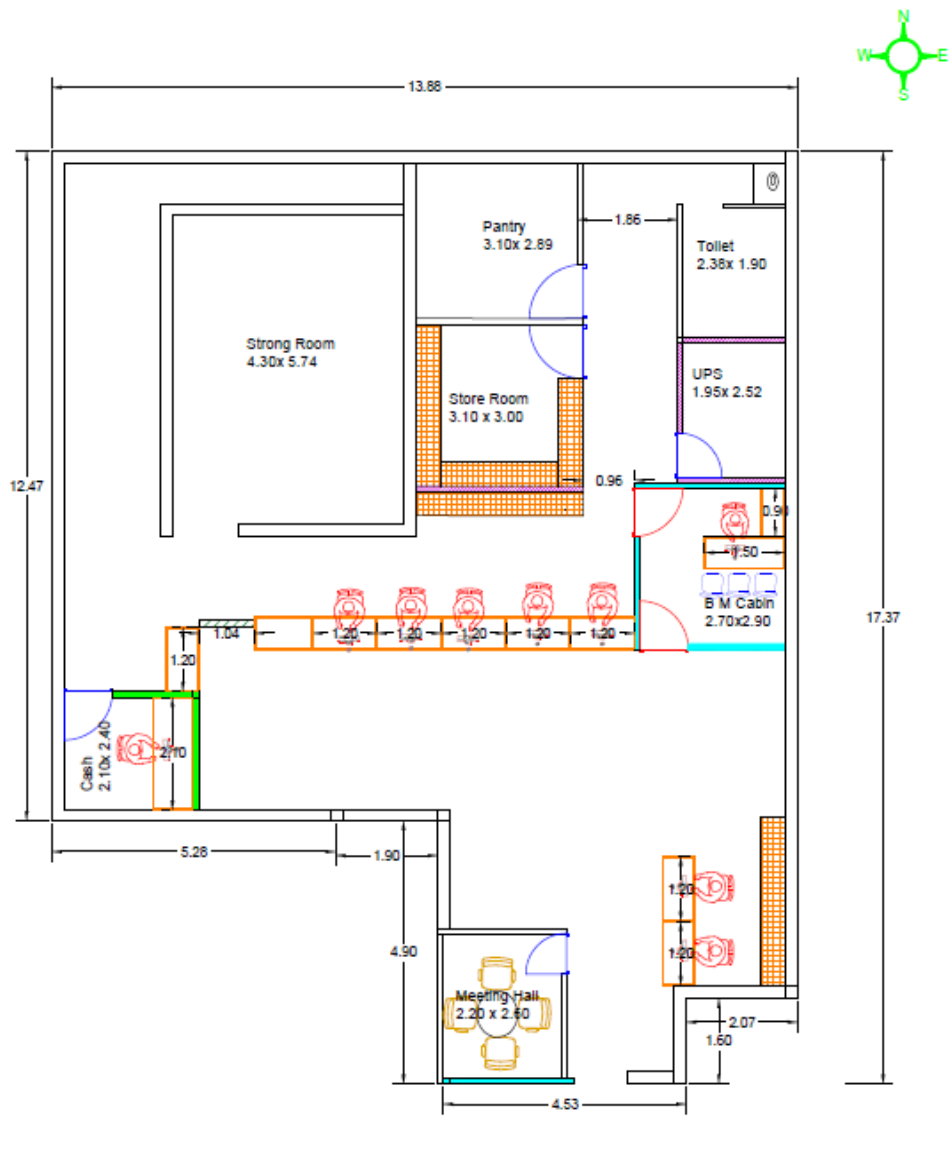 N
W E
S
13.88
Pantry
3.10x 2.89
1.86
Toilet
2.38x 1.90
Strong Room
4.30x 5.74
UPS
1.95x 2.52
Store Room
3.10 x 3.00
12.47
0.96
0.90
1.50
B M Cabin
2.70x2.90
17.37
1.04
1.20
1.20
1.20
1.20
1.20
1.20
Cash
2.10x 2.40
2.10
5.28
1.90
1.20
4.90
1.20
Meeting Hall
2.20 x 2.60
2.07
1.60
4.53